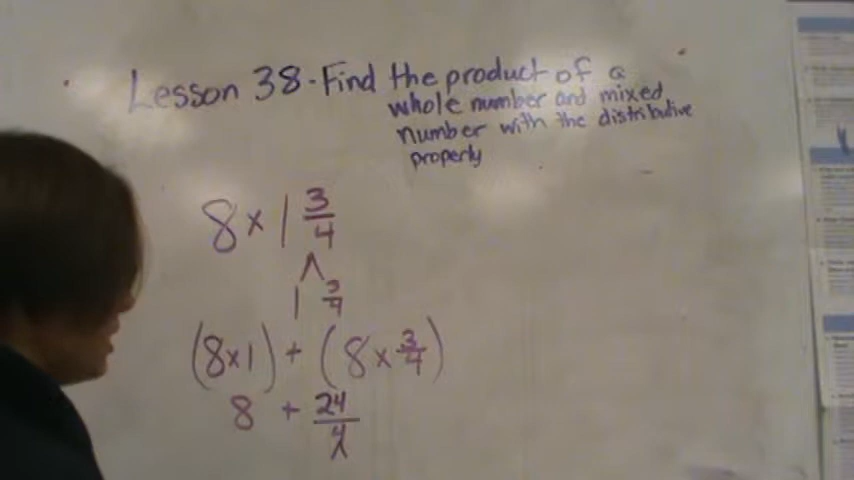 Lesson 38 - Find the product of a
whole number and mixed
number with the distributive
property
8 × 1 3/4
1 3/4
(8×1) + (8 × 3/4)
8 + 24/4